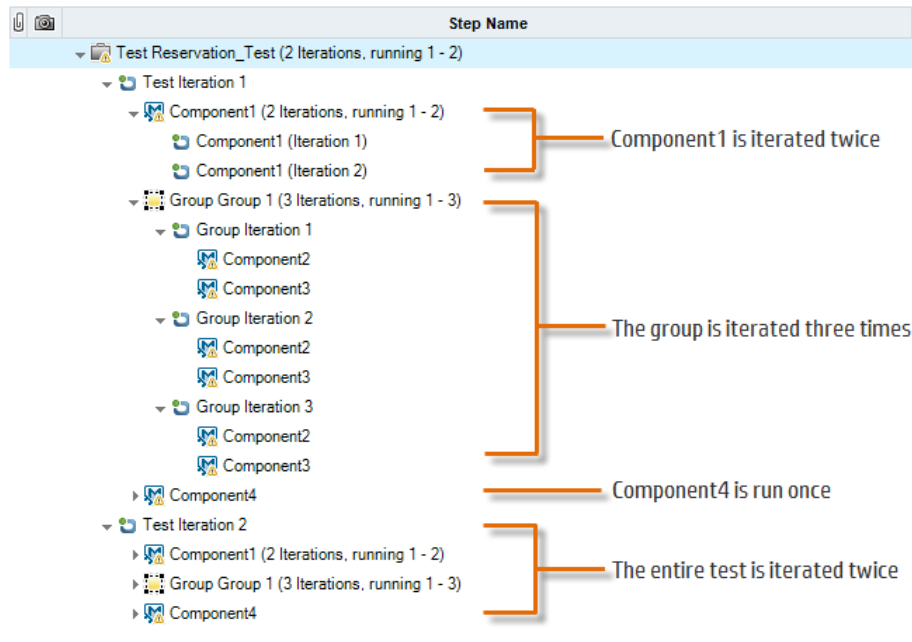 Step Name
Test Reservation_Test (2 Iterations, running 1 - 2)
Test Iteration 1
Component1 (2 Iterations, running 1 - 2)
Component1 (Iteration 1)
Component1 is iterated twice
Component1 (Iteration 2)
Group Group 1 (3 Iterations, running 1 - 3)
Group Iteration 1
Component2
Component3
Group Iteration 2
The group is iterated three times
Component2
Component3
Group Iteration 3
Component2
Component3
Component4
Component4 is run once
Test Iteration 2
Component1 (2 Iterations, running 1 - 2)
The entire test is iterated twice
Group Group 1 (3 Iterations, running 1 - 3)
Component4